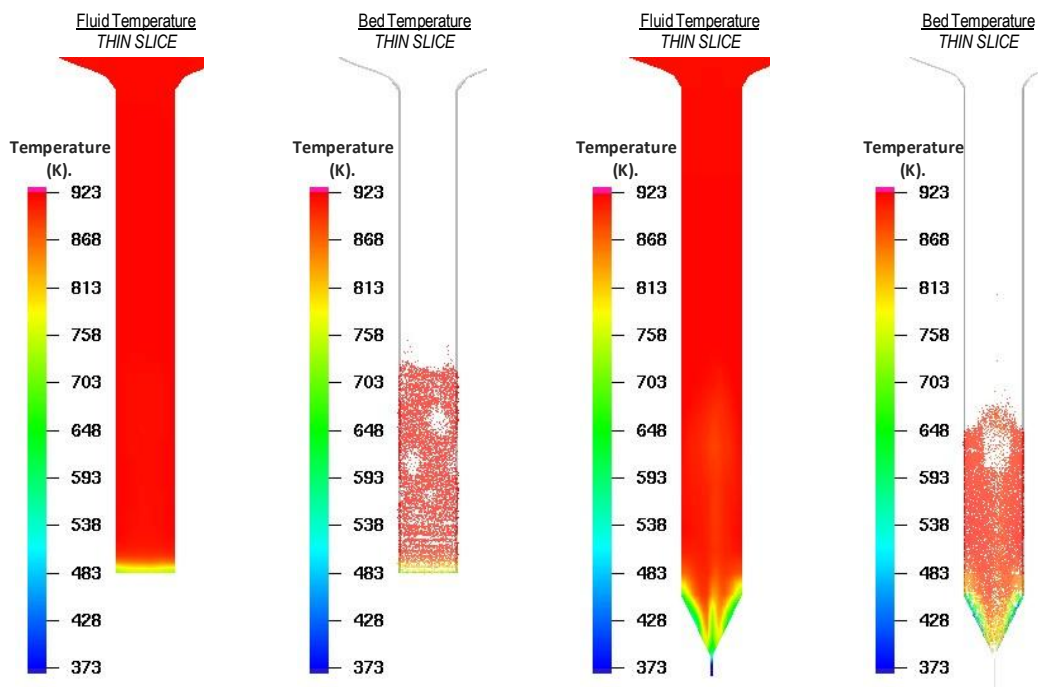 Fluid Temperature
THIN SLICE
Temperature
(K).
923
868
813
758
703
648
593
538
483
428
373
Bed Temperature
THIN SLICE
Temperature
(K).
923
868
813
758
703
648
593
538
483
428
373
Fluid Temperature
THIN SLICE
Temperature
(K).
923
868
813
758
703
648
593
538
483
428
373
Bed Temperature
THIN SLICE
Temperature
(K).
923
868
813
758
703
648
593
538
483
428
373